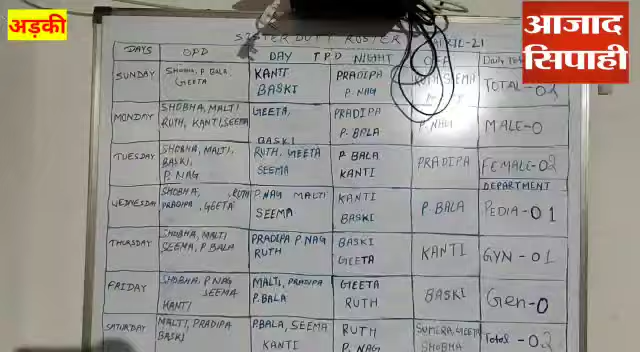 अड़की
आजाद
सिपाही
SISTER DUTY ROSTER APRIL-21
DAYS OPD DAY IPD NIGHT OFF
SUNDAY SHOBHA, P. BALA, GEETA KANTI BASKI PRADIPA P. NAG SEEMA TOTAL-02
MONDAY SHOBHA, MALTI RUTH, KANTI, SEEMA GEETA, BASKI PRADIPA P. BALA P. NAG MALE-0
TUESDAY SHOBHA, MALTI, BASKI, P. NAG RUTH, GEETA SEEMA P BALA KANTI PRADIPA FEMALE-02
DEPARTMENT
WEDNESDAY SHOBHA, RUTH PRADIPA, GEETA P. NAG MALTI SEEMA KANTI BASKI P. BALA PEDIA-01
THURSDAY SHOBHA, MALTI SEEMA, P. BALA PRADIPA P. NAG RUTH BASKI GEETA KANTI GYN-01
FRIDAY SHOBHA, P. NAG SEEMA KANTI MALTI, PRADIPA P. BALA GEETA RUTH BASKI Gen-0
SATURDAY MALTI, PRADIPA BASKI P.BALA, SEEMA KANTI RUTH P. NAG GEETA SHOBHA Total-02